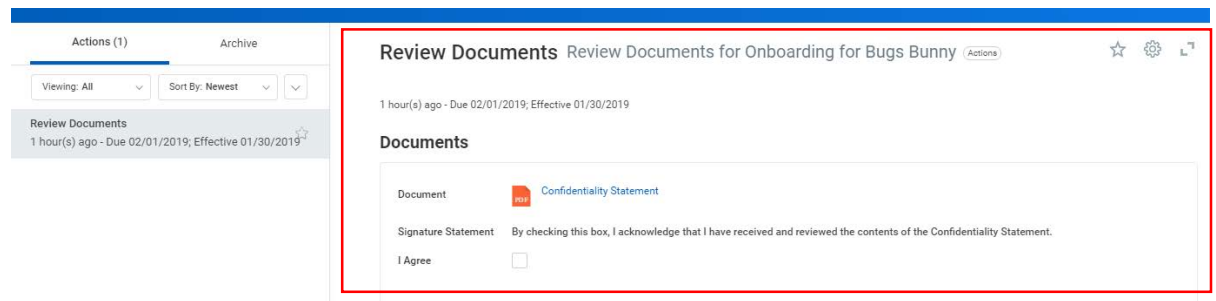 Actions (1) Archive
Viewing: All Sort By: Newest
Review Documents
1 hour(s) ago - Due 02/01/2019; Effective 01/30/2019
Review Documents Review Documents for Onboarding for Bugs Bunny Actions
1 hour(s) ago - Due 02/01/2019; Effective 01/30/2019
Documents
Document PDF Confidentiality Statement
Signature Statement By checking this box, I acknowledge that I have received and reviewed the contents of the Confidentiality Statement.
I Agree